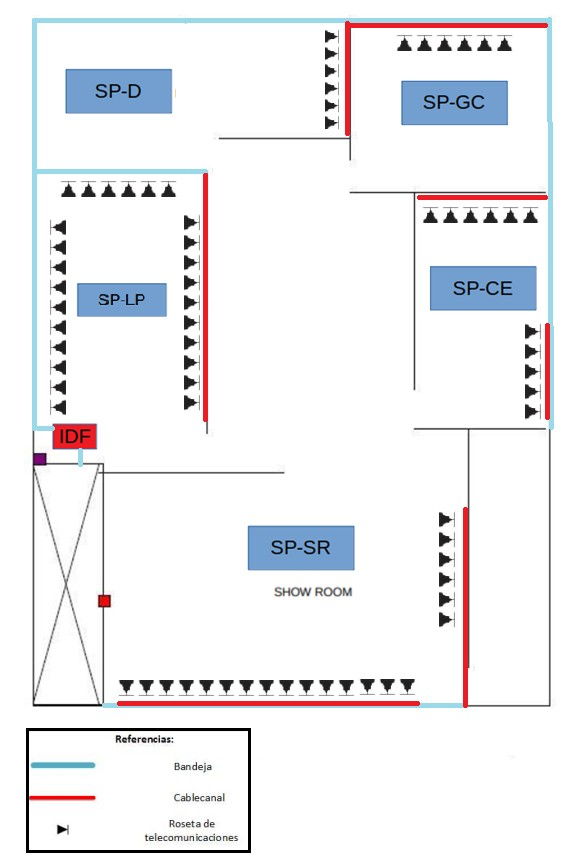 SP-D
SP-GC
SP-LP
SP-CE
IDF
SP-SR
SHOW ROOM
Referencias:
Bandeja
Cablecanal
Roseta de
telecomunicaciones